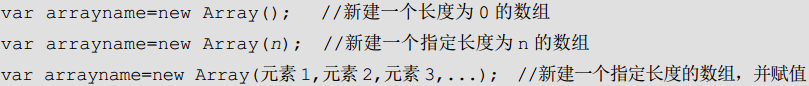 var arrayname=new Array();   //新建一个长度为 0 的数组
var arrayname=new Array(n);  //新建一个指定长度为 n 的数组
var arrayname=new Array(元素 1,元素 2,元素 3,...);  //新建一个指定长度的数组，并赋值